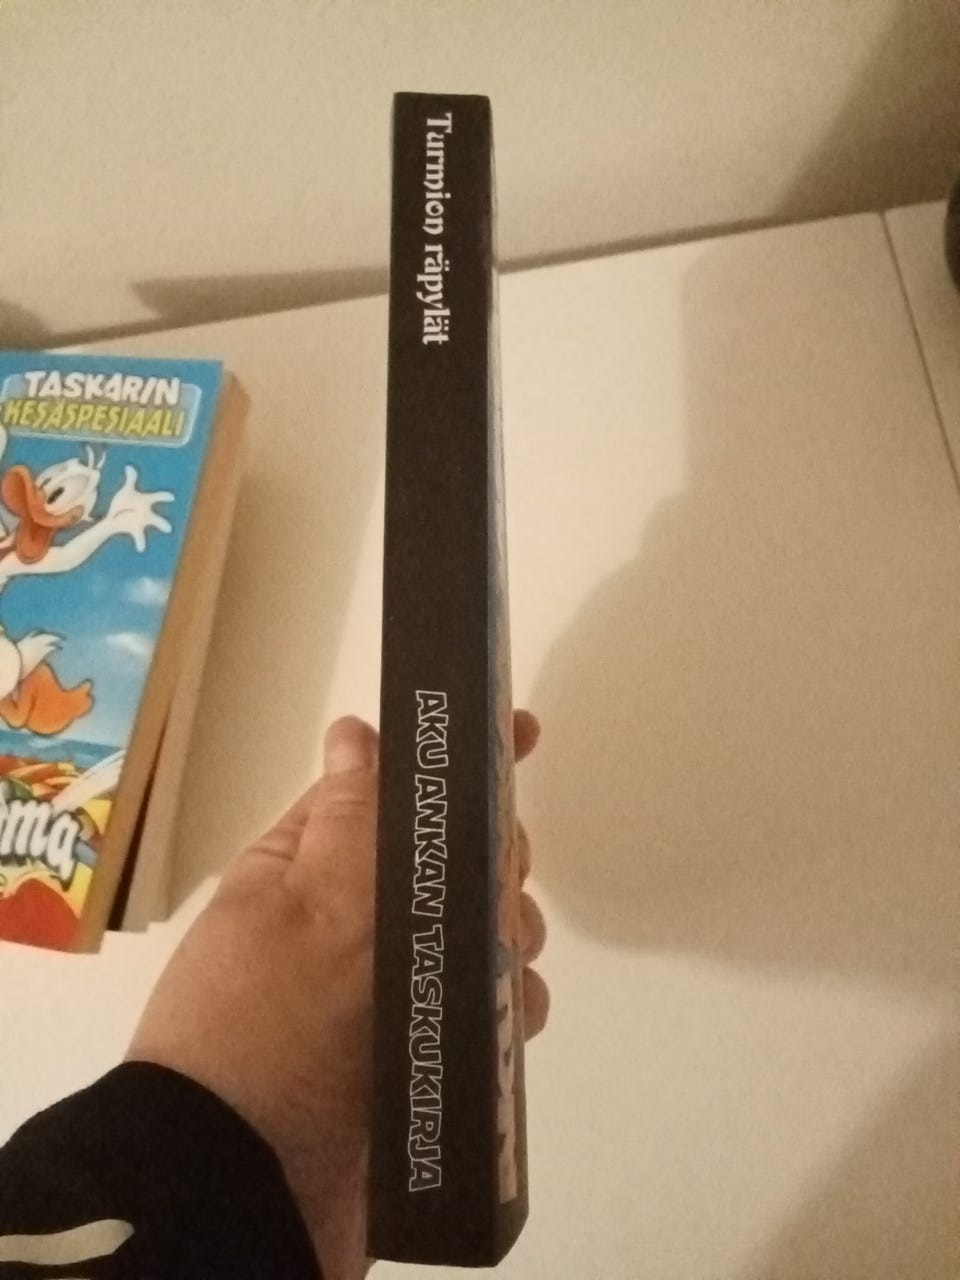 Turmion räpylät
AKU ANKAN TASKUKIRJA
TASKARIN
KESÄSPESIAALI